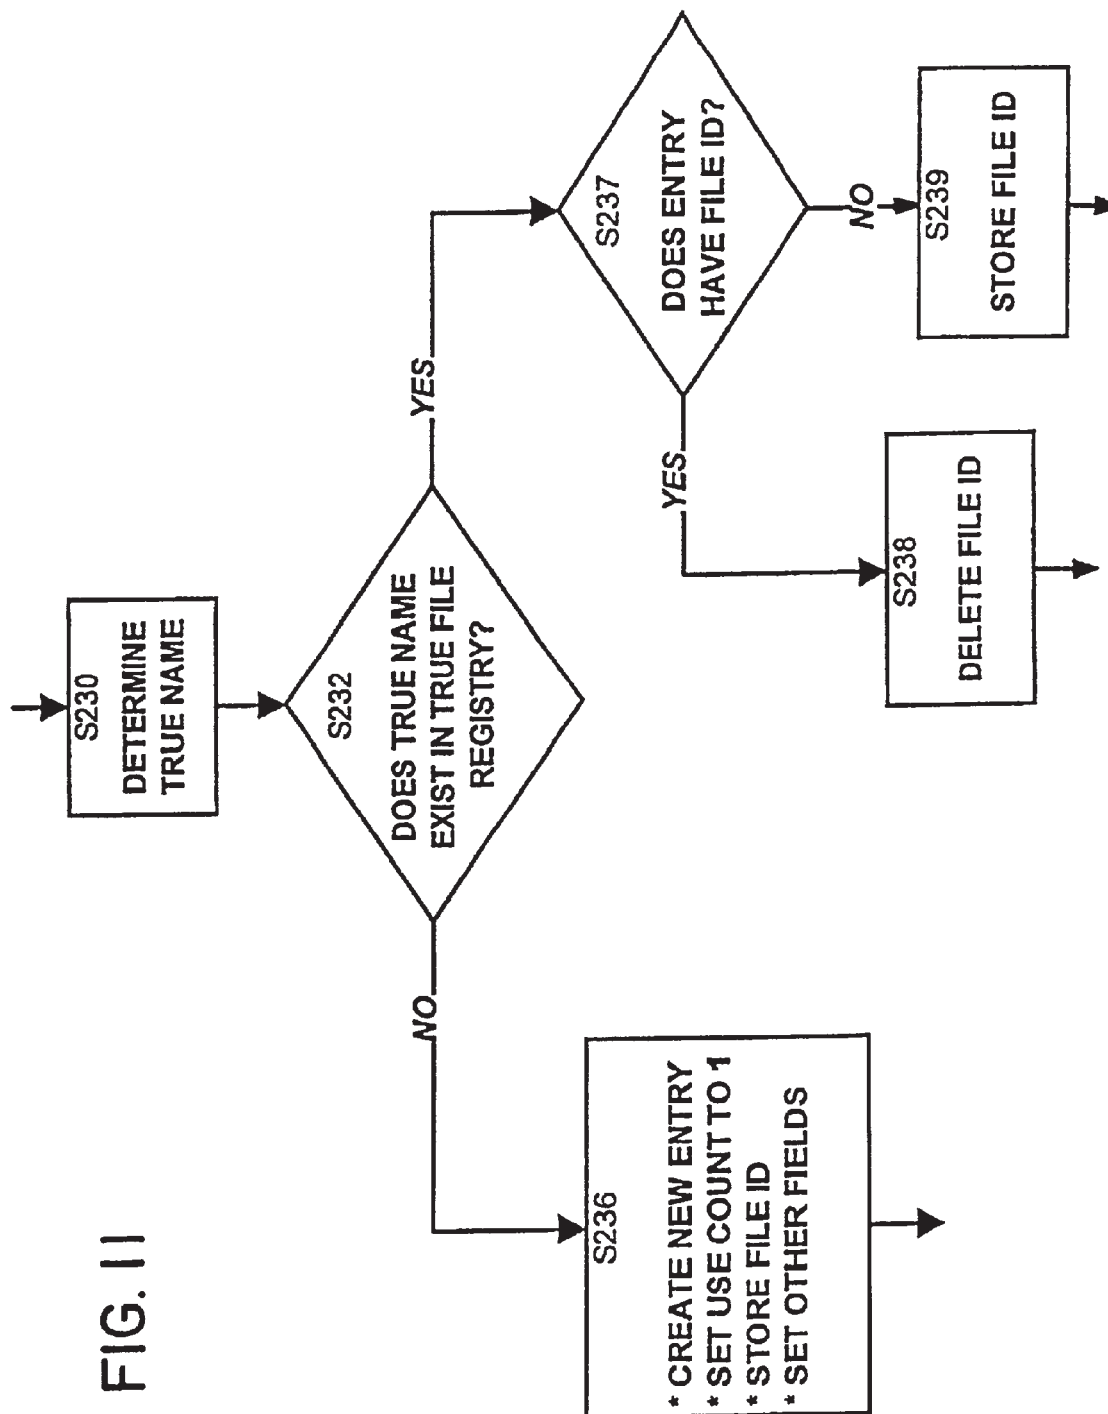 FIG. 11
S230
DETERMINE
TRUE NAME
S232
DOES TRUE NAME
EXIST IN TRUE FILE
REGISTRY?
NO
YES
S236
* CREATE NEW ENTRY
* SET USE COUNT TO 1
* STORE FILE ID
* SET OTHER FIELDS
S237
DOES ENTRY
HAVE FILE ID?
YES
NO
S238
DELETE FILE ID
S239
STORE FILE ID